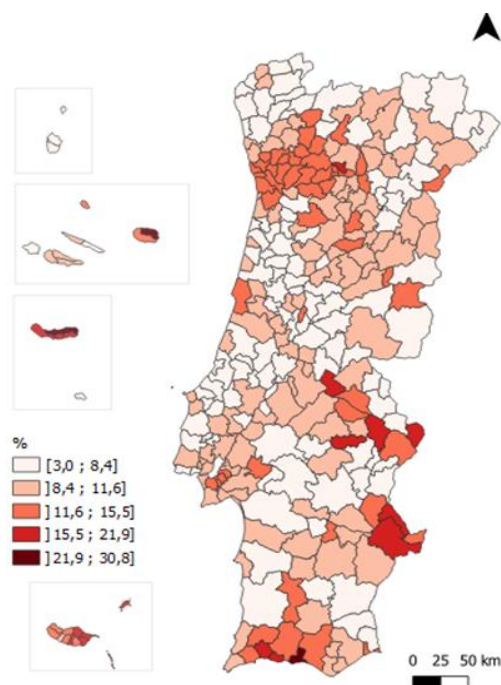 %
[3,0 ; 8,4]
]8,4 ; 11,6]
]11,6 ; 15,5]
]15,5 ; 21,9]
]21,9 ; 30,8]
0 25 50 km